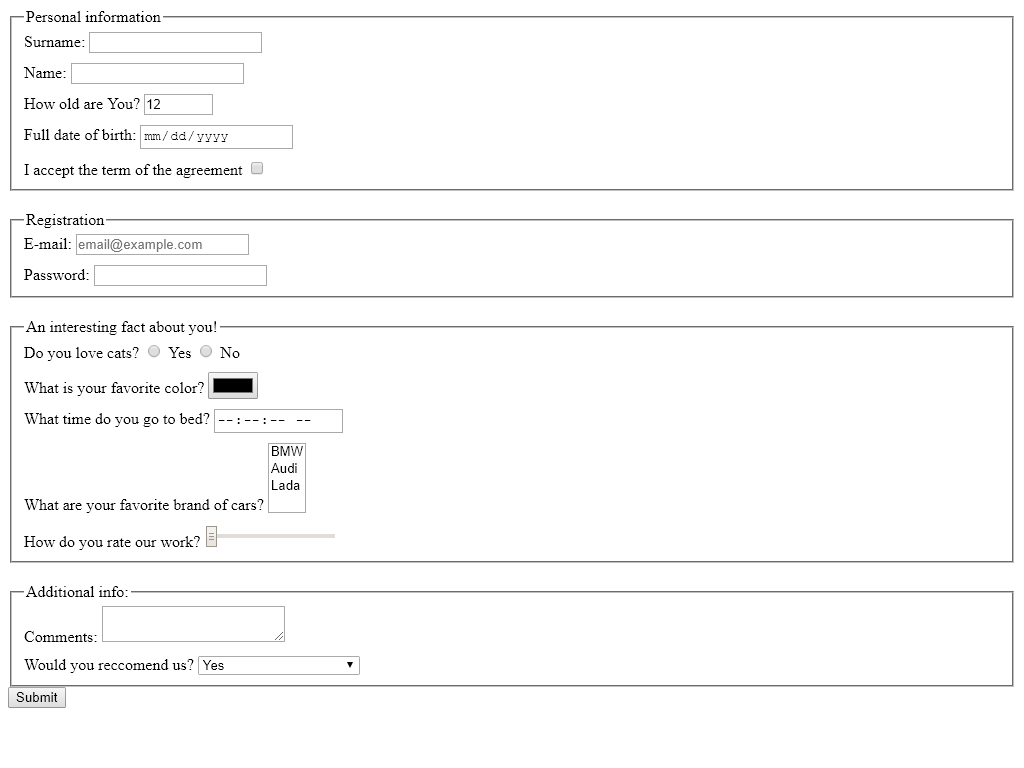 Personal information
Surname:
Name:
How old are You? 12
Full date of birth: mm/dd/yyyy
I accept the term of the agreement
Registration
E-mail: email@example.com
Password:
An interesting fact about you!
Do you love cats? Yes No
What is your favorite color?
What time do you go to bed? --:--:-- --
BMW
Audi
Lada
What are your favorite brand of cars?
How do you rate our work?
Additional info:
Comments:
Would you reccomend us? Yes
Submit